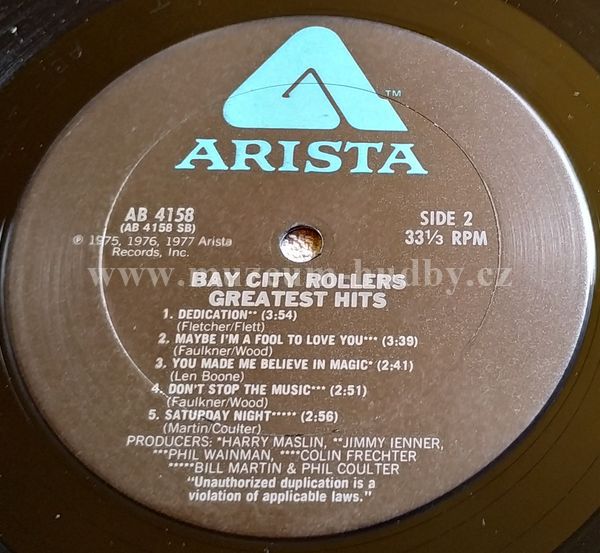 ™
ARISTA
AB 4158
(AB 4158 SB)
SIDE 2
33⅓ RPM
℗ 1975, 1976, 1977 Arista
Records, Inc.
BAY CITY ROLLERS
GREATEST HITS
1. DEDICATION** (3:54)
(Fletcher/Flett)
2. MAYBE I'M A FOOL TO LOVE YOU*** (3:39)
(Faulkner/Wood)
3. YOU MADE ME BELIEVE IN MAGIC* (2:41)
(Len Boone)
4. DON'T STOP THE MUSIC*** (2:51)
(Faulkner/Wood)
5. SATURDAY NIGHT***** (2:56)
(Martin/Coulter)
PRODUCERS: *HARRY MASLIN, **JIMMY IENNER,
***PHIL WAINMAN, ****COLIN FRECHTER
*****BILL MARTIN & PHIL COULTER
"Unauthorized duplication is a
violation of applicable laws."